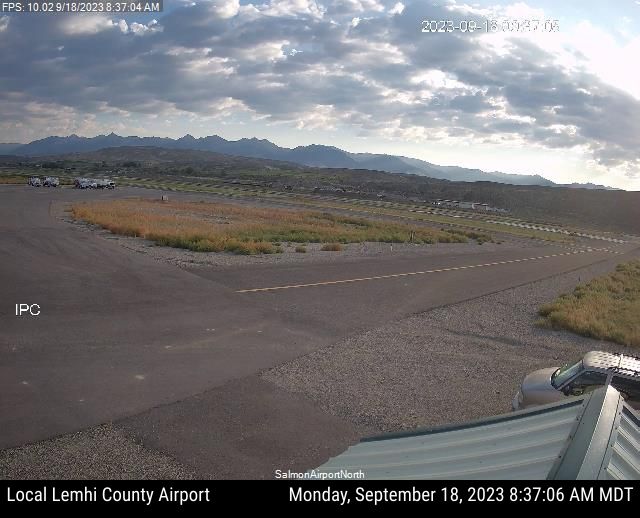 FPS: 10.02 9/18/2023 8:37:04 AM
2023-09-18 08:37:05
IPC
SalmonAirportNorth
Local Lemhi County Airport Monday, September 18, 2023 8:37:06 AM MDT